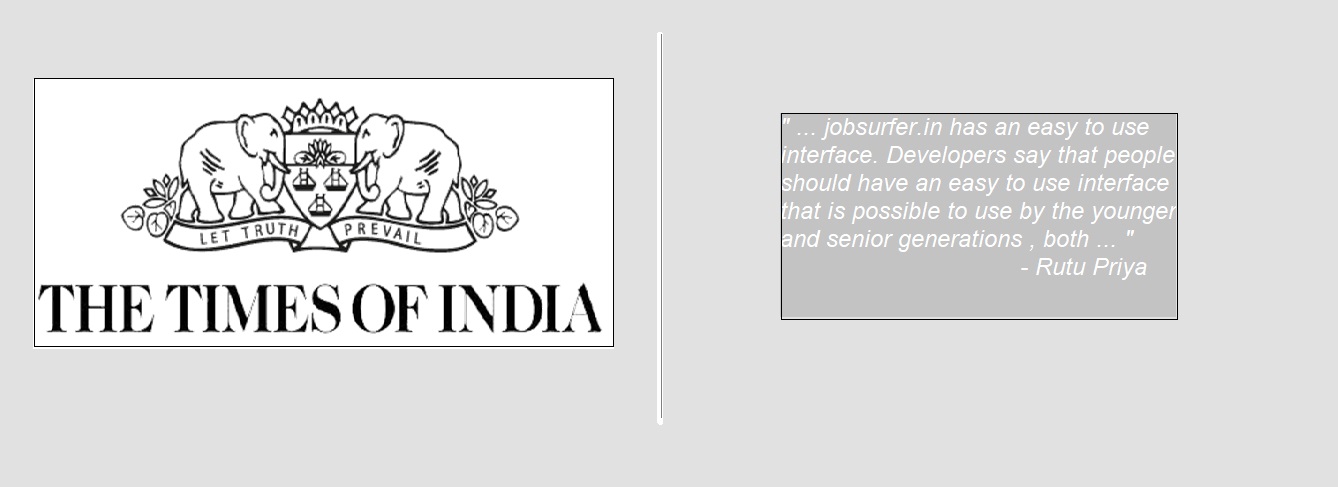 LET TRUTH PREVAIL
THE TIMES OF INDIA
" ... jobsurfer.in has an easy to use
interface. Developers say that people
should have an easy to use interface
that is possible to use by the younger
and senior generations , both ... "
- Rutu Priya